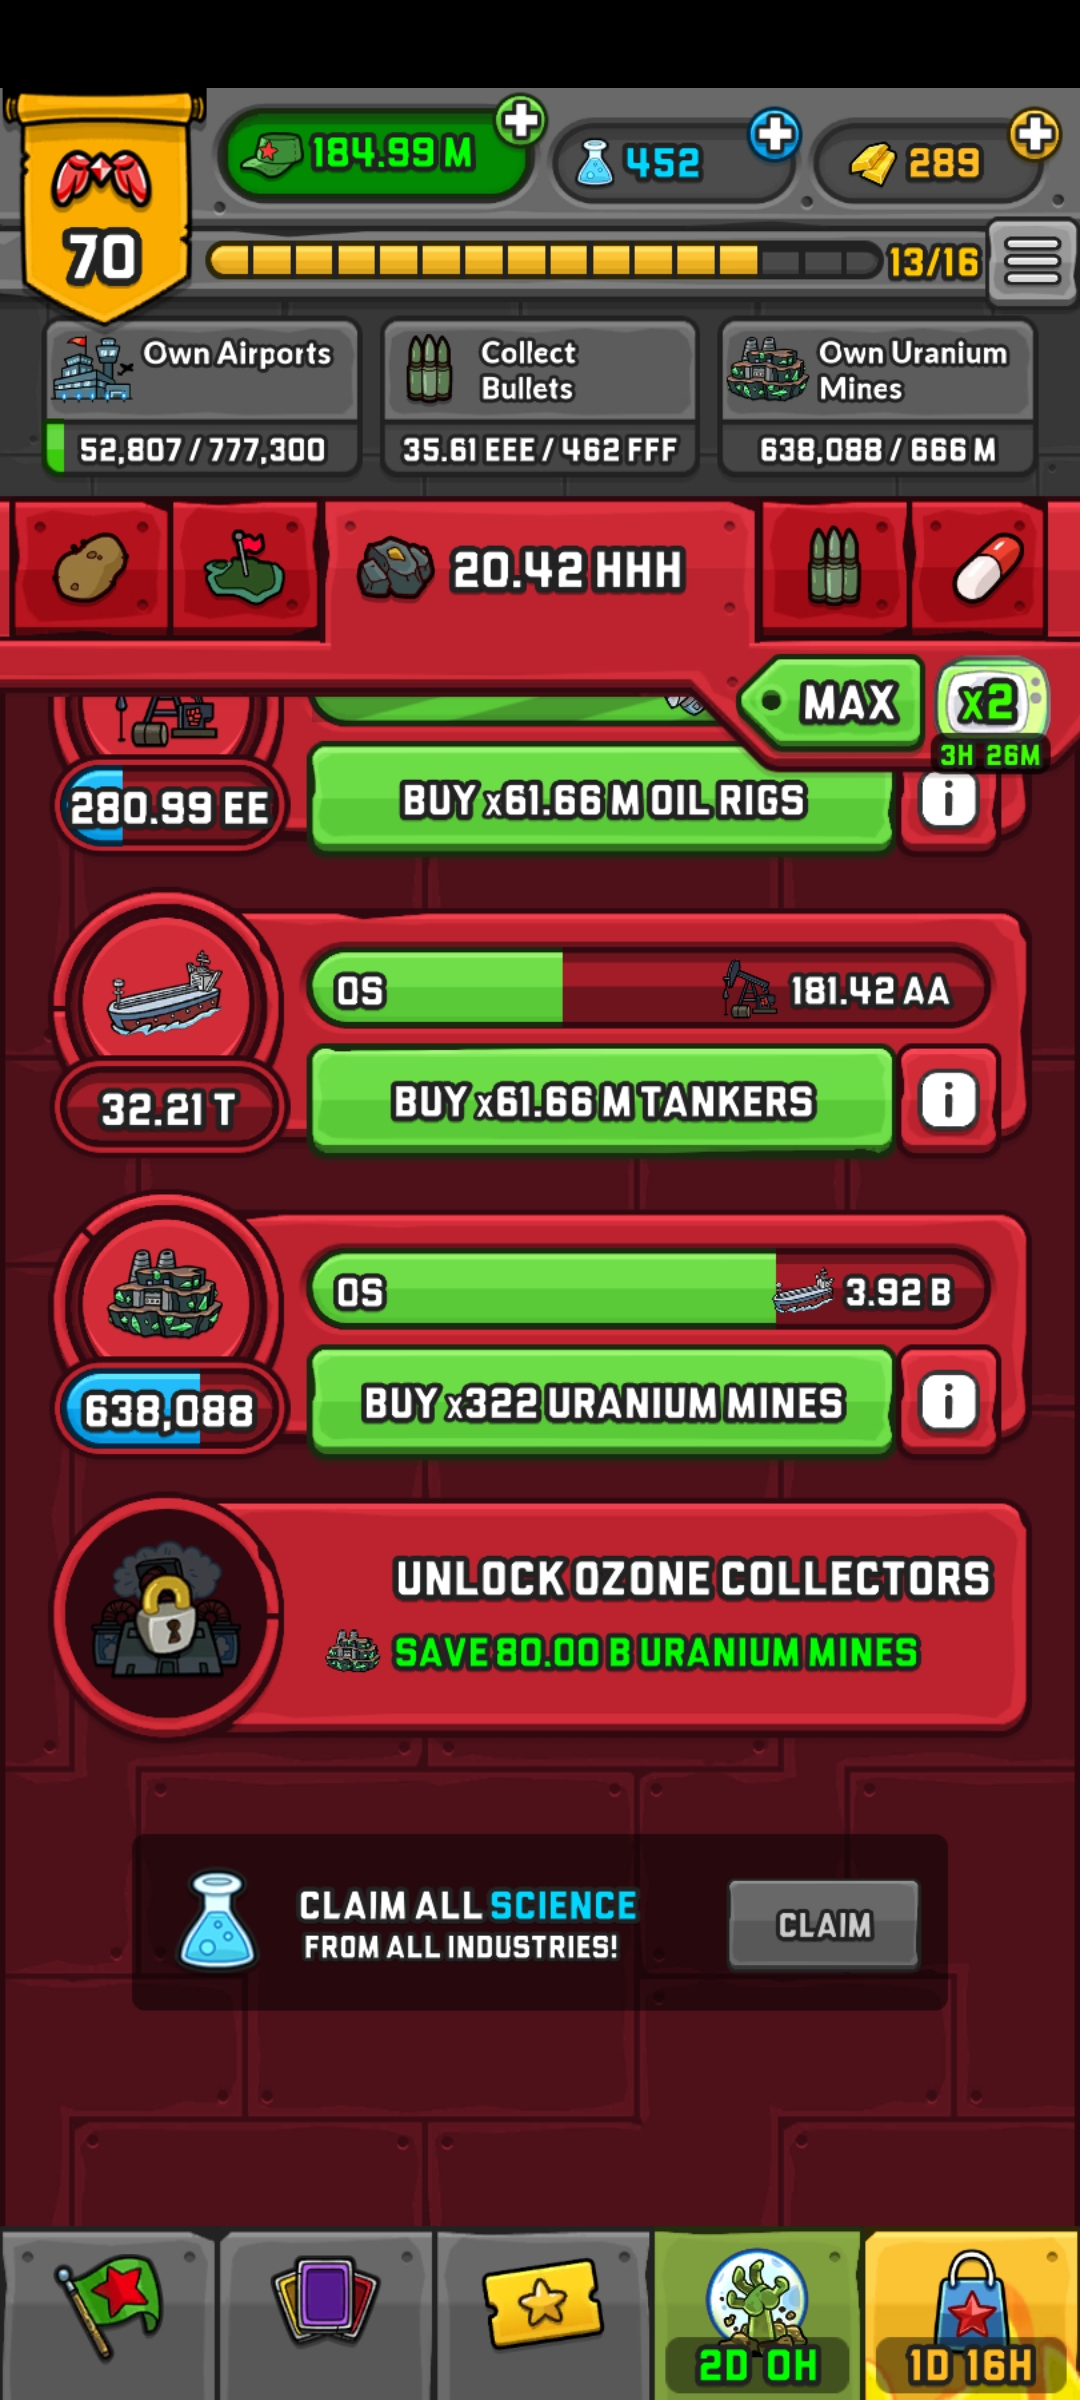 184.99 M
452
289
70
13/16
Own Airports
52,807 / 777,300
Collect
Bullets
35.61 EEE / 462 FFF
Own Uranium
Mines
638,088 / 666 M
20.42 HHH
MAX
x2
3H 26M
280.99 EE
BUY x61.66 M OIL RIGS
i
0S
181.42 AA
32.21 T
BUY x61.66 M TANKERS
i
0S
3.92 B
638,088
BUY x322 URANIUM MINES
i
UNLOCK OZONE COLLECTORS
SAVE 80.00 B URANIUM MINES
CLAIM ALL SCIENCE
FROM ALL INDUSTRIES!
CLAIM
2D 0H
1D 16H